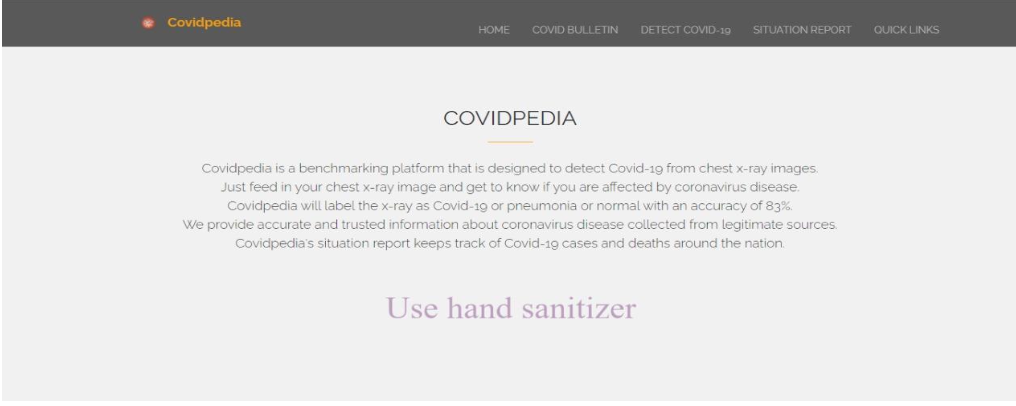 Covidpedia
HOME COVID BULLETIN DETECT COVID-19 SITUATION REPORT QUICK LINKS
COVIDPEDIA
Covidpedia is a benchmarking platform that is designed to detect Covid-19 from chest x-ray images.
Just feed in your chest x-ray image and get to know if you are affected by coronavirus disease.
Covidpedia will label the x-ray as Covid-19 or pneumonia or normal with an accuracy of 83%.
We provide accurate and trusted information about coronavirus disease collected from legitimate sources.
Covidpedia's situation report keeps track of Covid-19 cases and deaths around the nation.
Use hand sanitizer